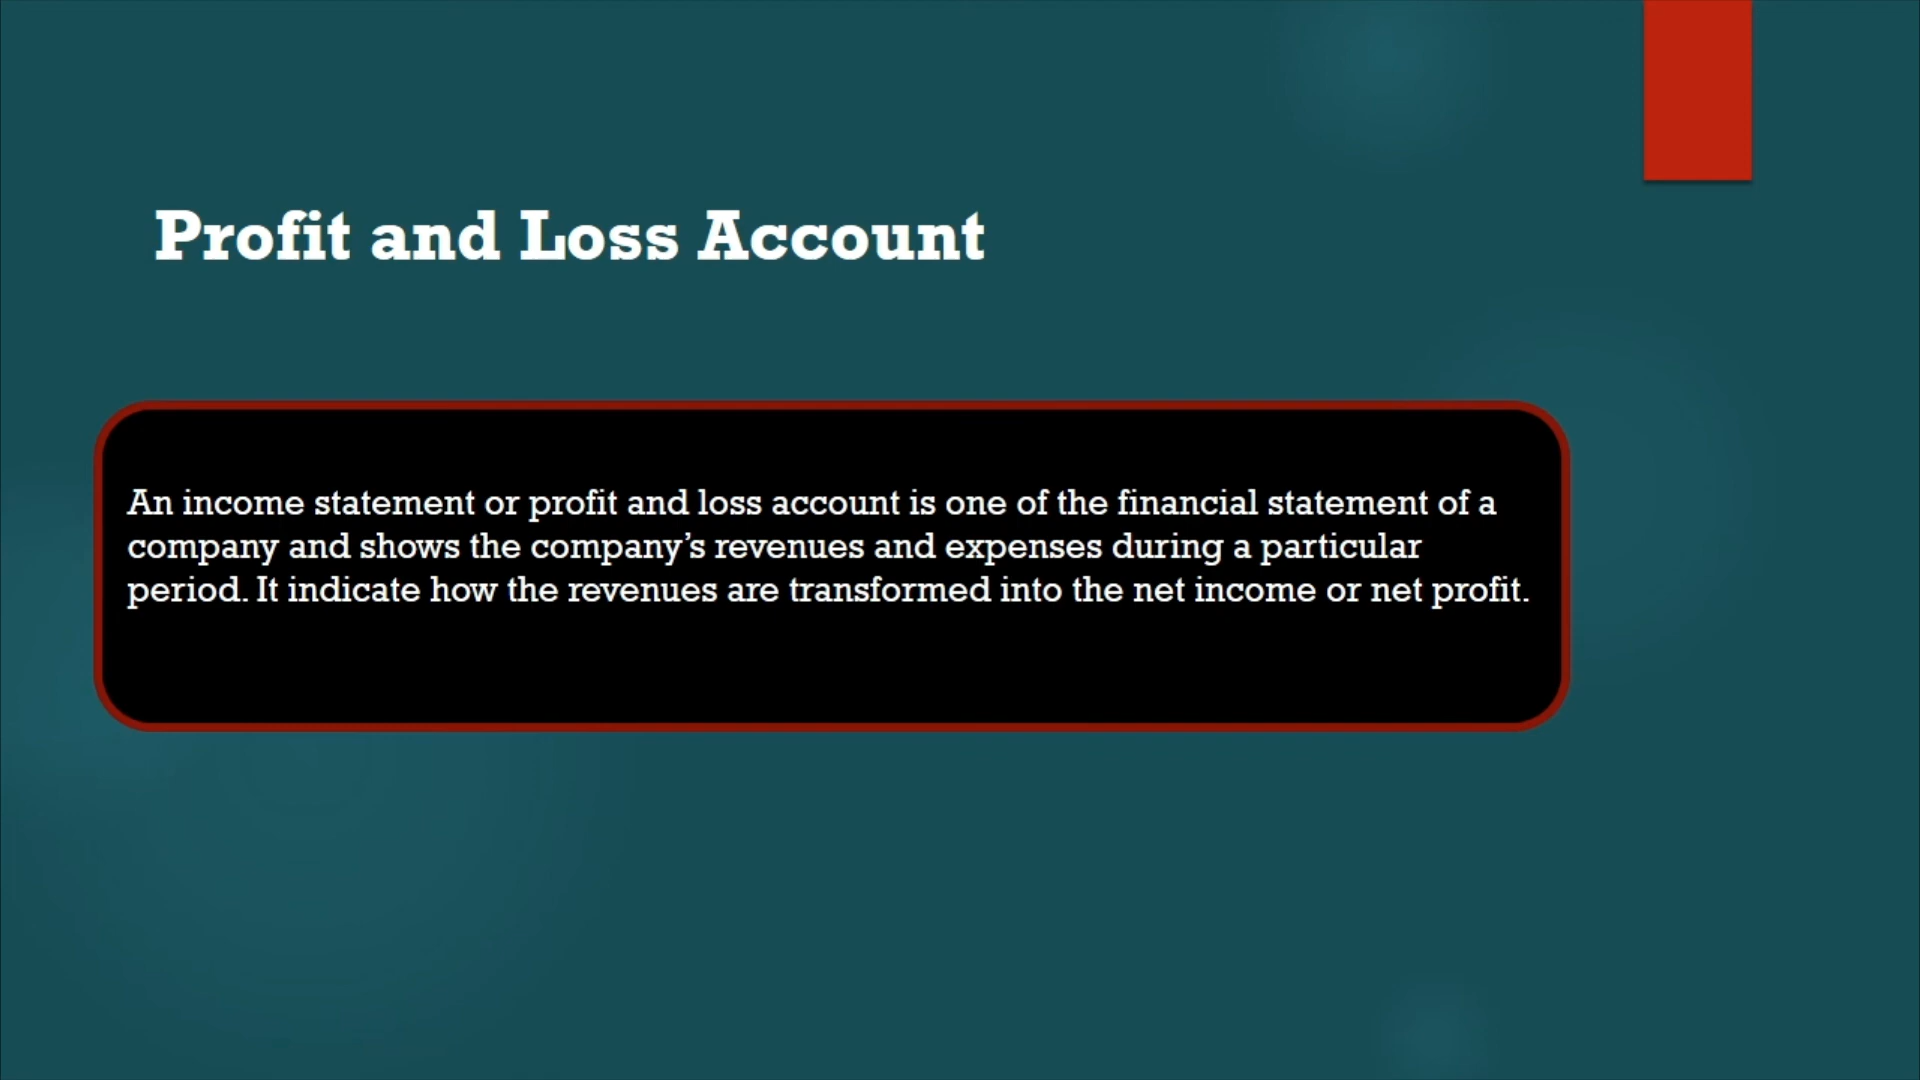 Profit and Loss Account
An income statement or profit and loss account is one of the financial statement of a
company and shows the company’s revenues and expenses during a particular
period. It indicate how the revenues are transformed into the net income or net profit.